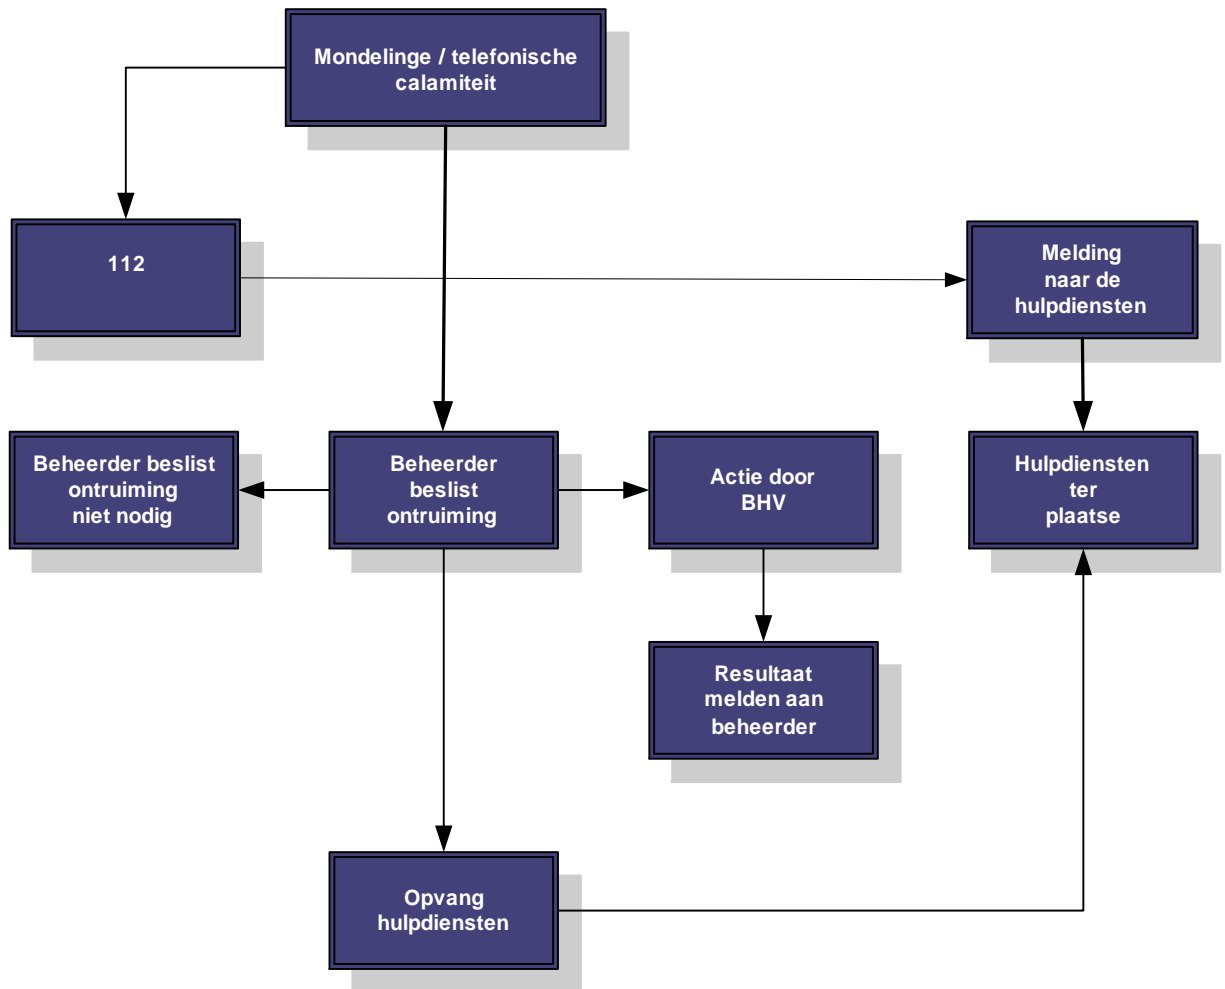 Mondelinge / telefonische
calamiteit
112
Melding
naar de
hulpdiensten
Beheerder beslist
ontruiming
niet nodig
Beheerder
beslist
ontruiming
Actie door
BHV
Hulpdiensten
ter
plaatse
Resultaat
melden aan
beheerder
Opvang
hulpdiensten